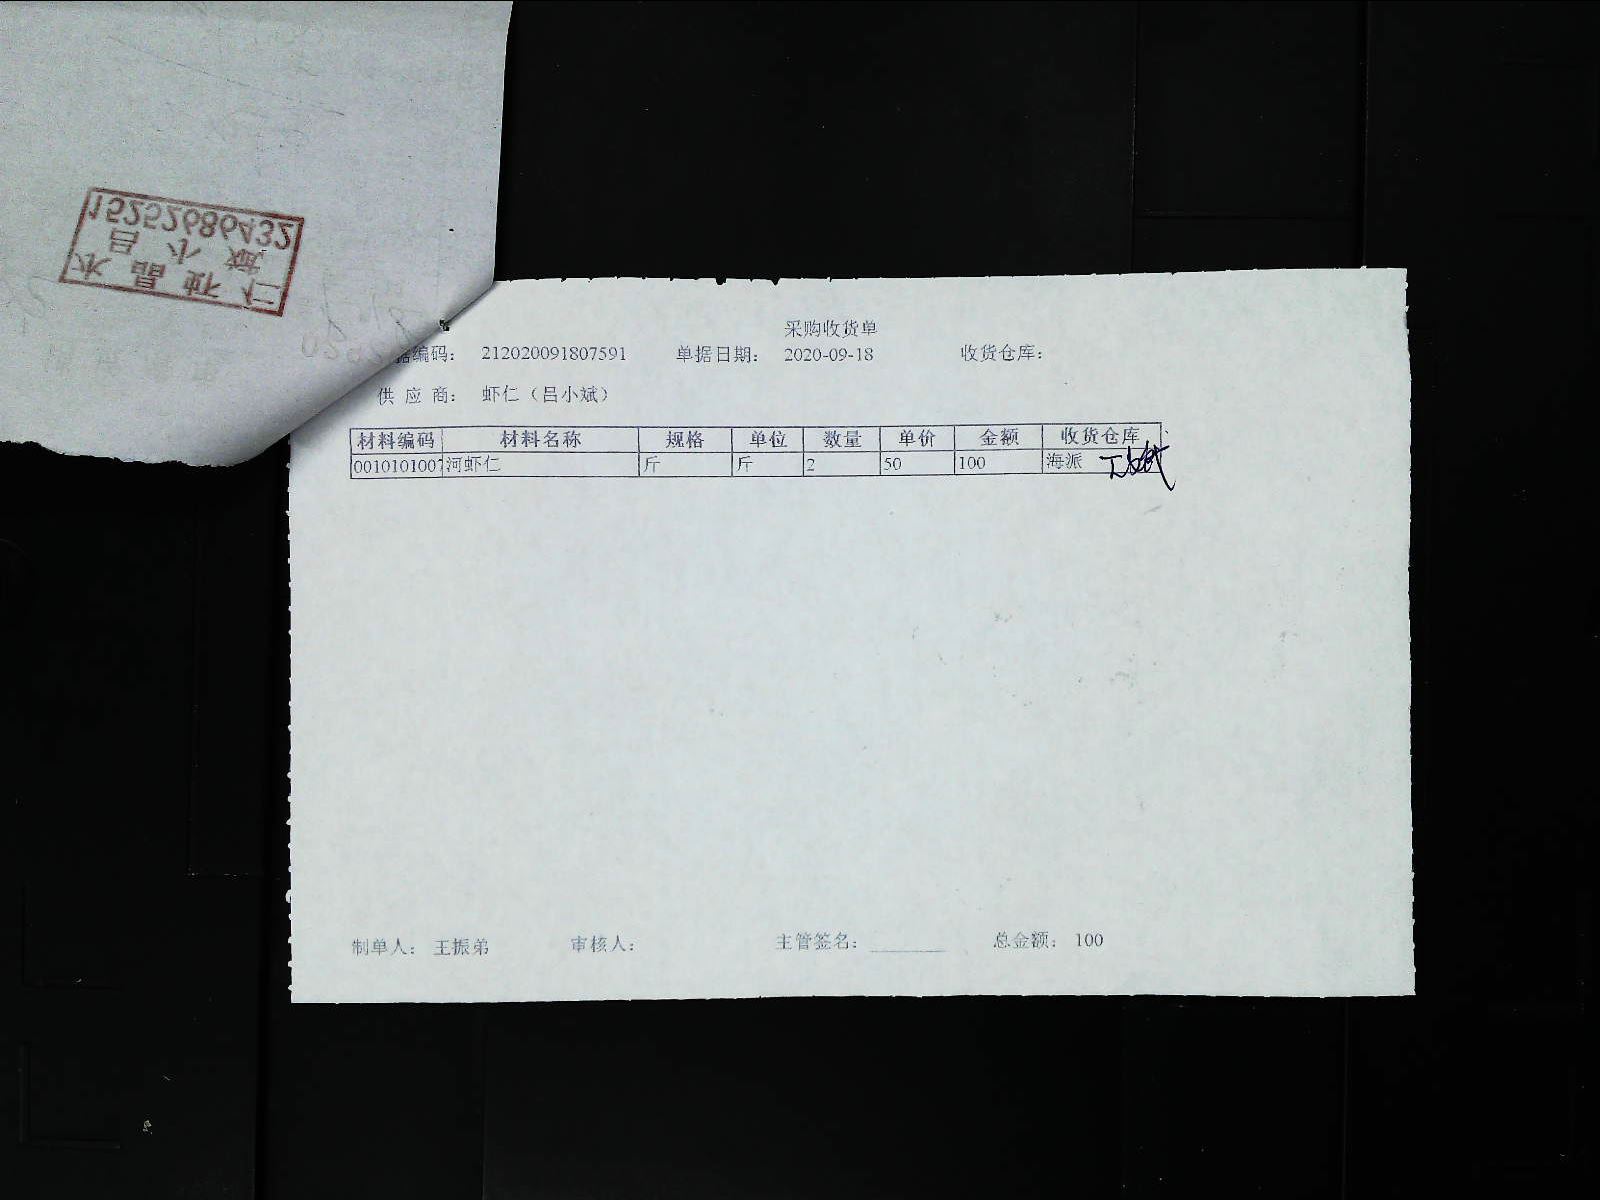 采购收货单
据编码： 212020091807591 单据日期： 2020-09-18 收货仓库：
供 应 商： 虾仁（吕小斌）
材料编码 材料名称 规格 单位 数量 单价 金额 收货仓库
0010101007 河虾仁 斤 斤 2 50 100 海派
制单人： 王振弟 审核人： 主管签名： 总金额： 100
15252686432